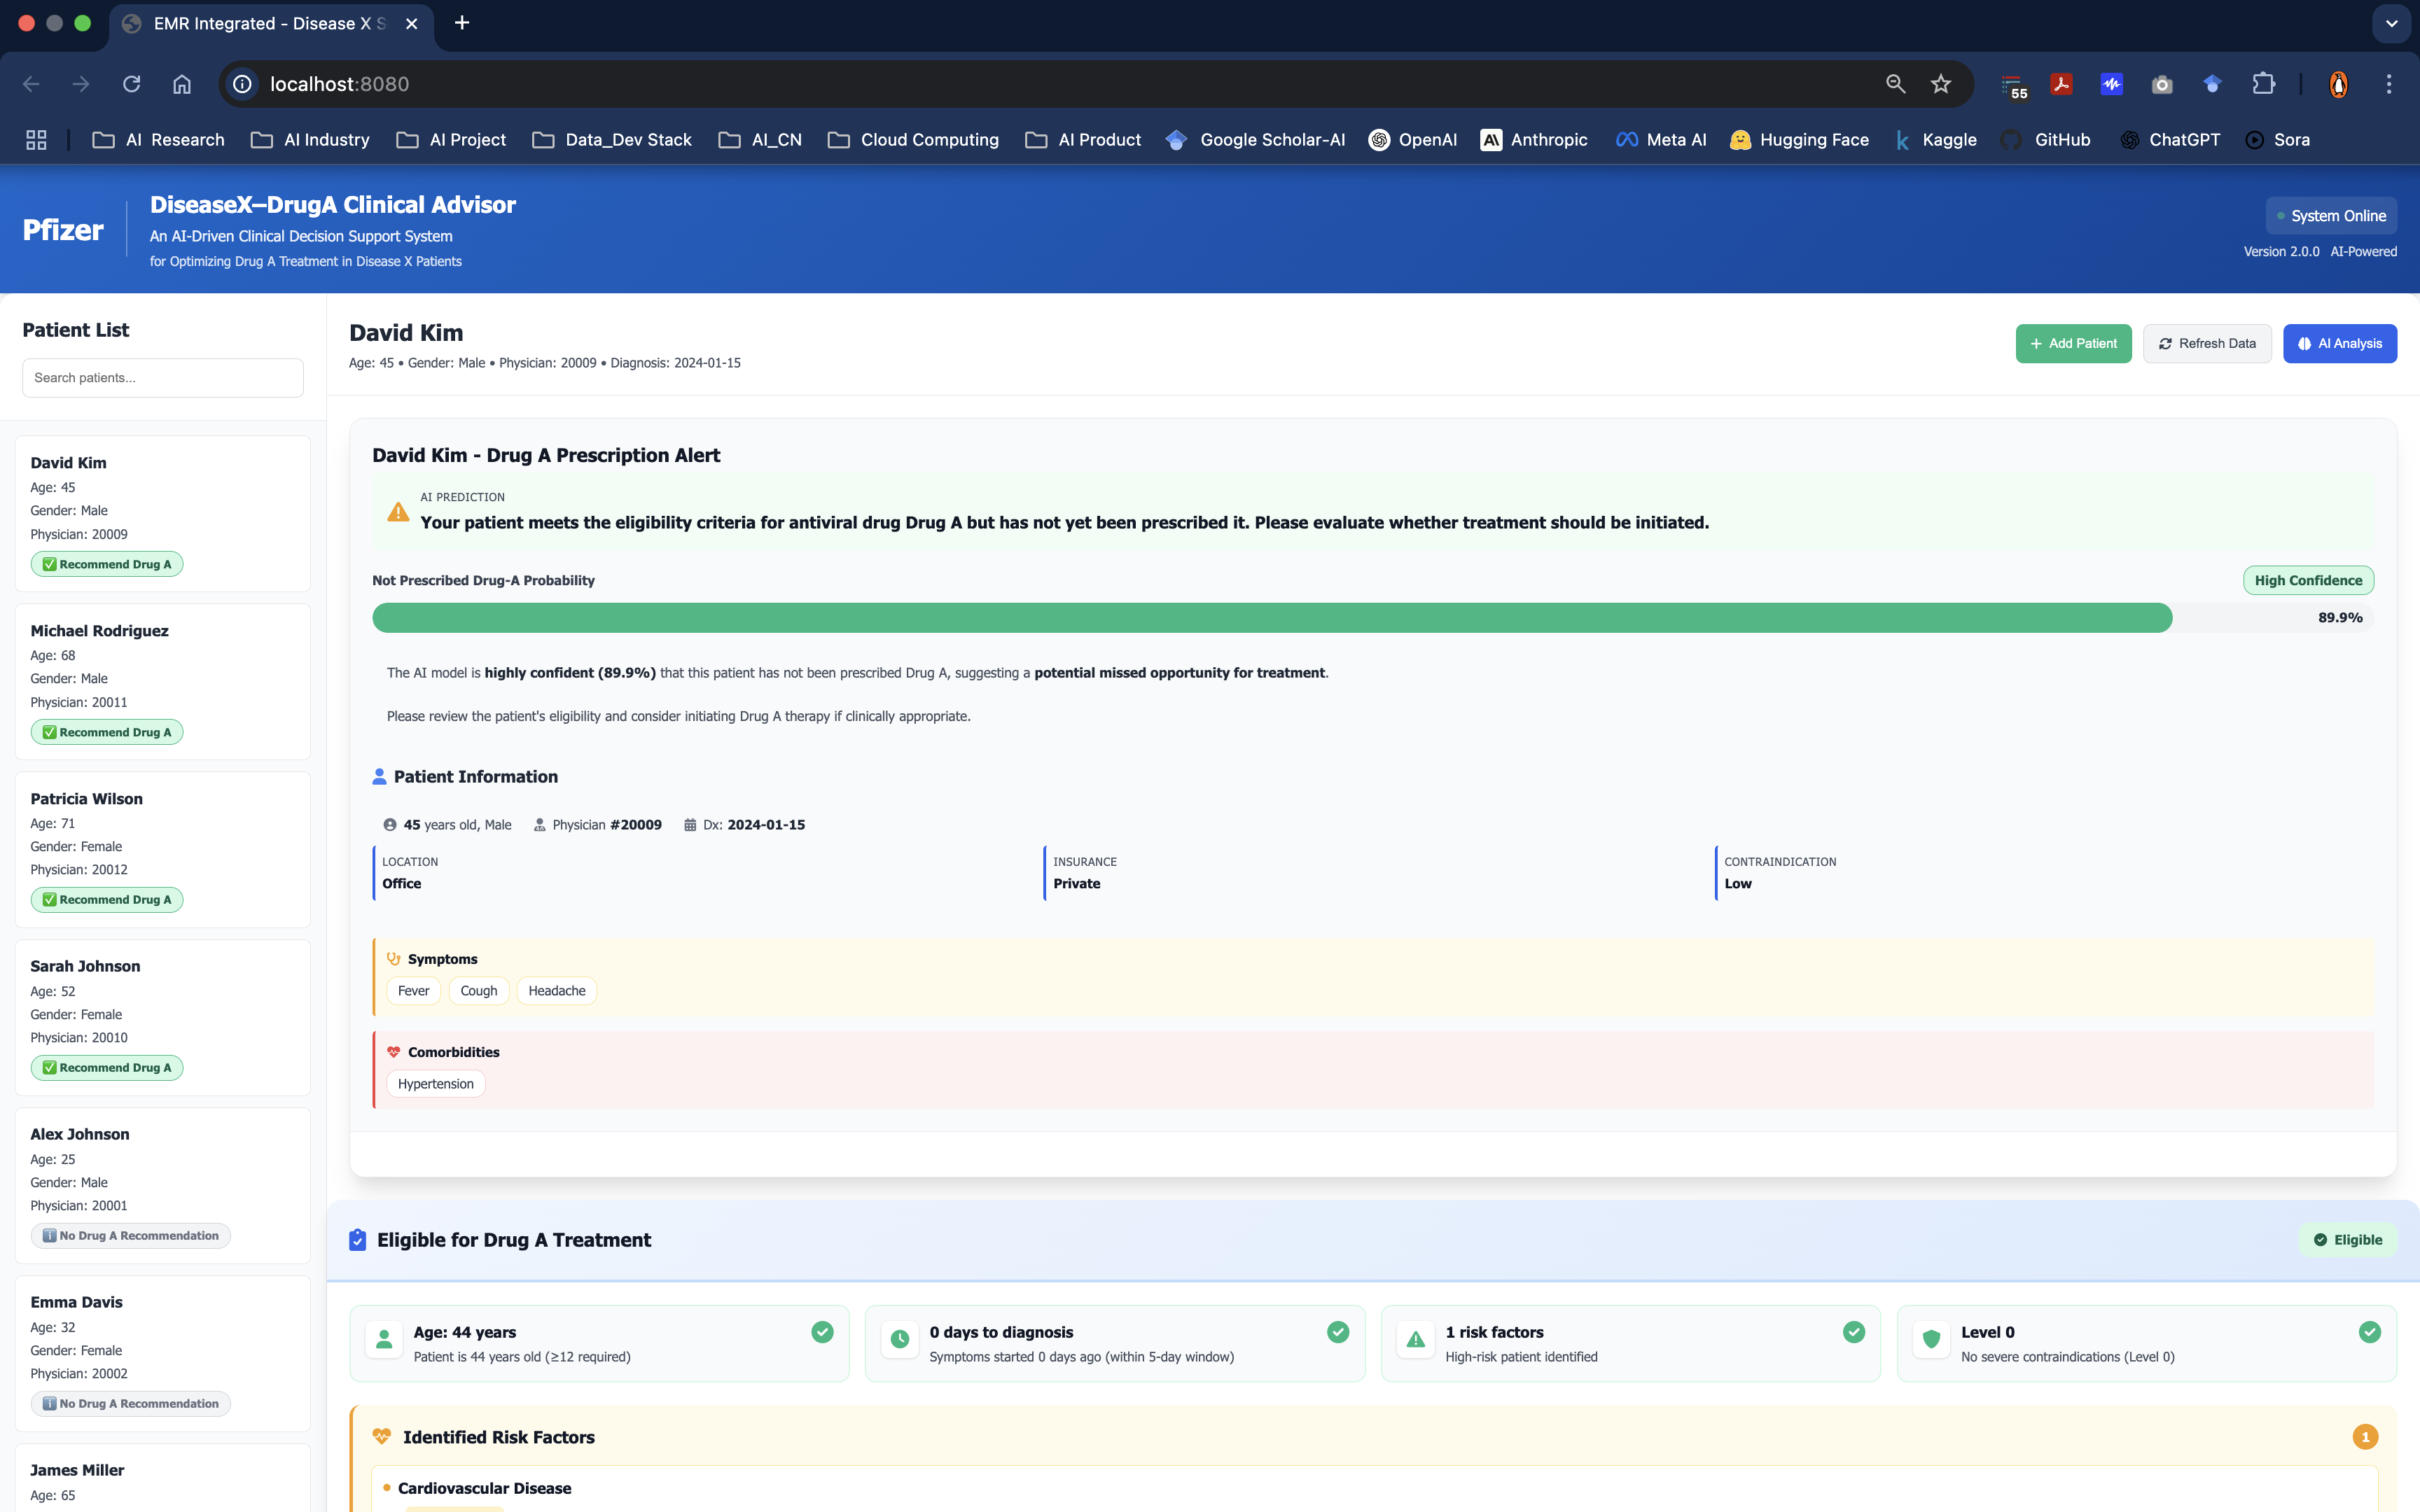 EMR Integrated - Disease X S
localhost:8080
55
AI Research
AI Industry
AI Project
Data_Dev Stack
AI_CN
Cloud Computing
AI Product
Google Scholar-AI
OpenAI
Anthropic
Meta AI
Hugging Face
Kaggle
GitHub
ChatGPT
Sora
Pfizer
DiseaseX—DrugA Clinical Advisor
An AI-Driven Clinical Decision Support System
for Optimizing Drug A Treatment in Disease X Patients
System Online
Version 2.0.0 AI-Powered
Patient List
Search patients...
David Kim
Age: 45
Gender: Male
Physician: 20009
✅ Recommend Drug A
Michael Rodriguez
Age: 68
Gender: Male
Physician: 20011
✅ Recommend Drug A
Patricia Wilson
Age: 71
Gender: Female
Physician: 20012
✅ Recommend Drug A
Sarah Johnson
Age: 52
Gender: Female
Physician: 20010
✅ Recommend Drug A
Alex Johnson
Age: 25
Gender: Male
Physician: 20001
ℹ️ No Drug A Recommendation
Emma Davis
Age: 32
Gender: Female
Physician: 20002
ℹ️ No Drug A Recommendation
James Miller
Age: 65
David Kim
Age: 45 • Gender: Male • Physician: 20009 • Diagnosis: 2024-01-15
+ Add Patient
Refresh Data
AI Analysis
David Kim - Drug A Prescription Alert
AI PREDICTION
Your patient meets the eligibility criteria for antiviral drug Drug A but has not yet been prescribed it. Please evaluate whether treatment should be initiated.
Not Prescribed Drug-A Probability
High Confidence
89.9%
The AI model is highly confident (89.9%) that this patient has not been prescribed Drug A, suggesting a potential missed opportunity for treatment.
Please review the patient's eligibility and consider initiating Drug A therapy if clinically appropriate.
Patient Information
45 years old, Male
Physician #20009
Dx: 2024-01-15
LOCATION
Office
INSURANCE
Private
CONTRAINDICATION
Low
Symptoms
Fever
Cough
Headache
Comorbidities
Hypertension
Eligible for Drug A Treatment
Eligible
Age: 44 years
Patient is 44 years old (≥12 required)
0 days to diagnosis
Symptoms started 0 days ago (within 5-day window)
1 risk factors
High-risk patient identified
Level 0
No severe contraindications (Level 0)
Identified Risk Factors
1
Cardiovascular Disease